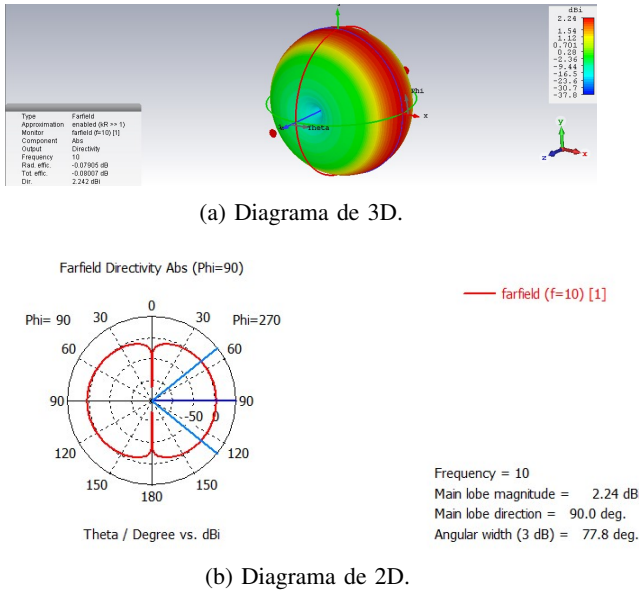 dBi
2.24
1.54
1.12
0.701
0.28
-2.36
-9.44
-16.5
-23.6
-30.7
-37.8
Phi
x
Theta
Type Farfield
Approximation enabled (kR >> 1)
Monitor farfield (f=10) [1]
Component Abs
Output Directivity
Frequency 10
Rad. effic. -0.07905 dB
Tot. effic. -0.08007 dB
Dir. 2.242 dBi
y
z
x
(a) Diagrama de 3D.
Farfield Directivity Abs (Phi=90)
farfield (f=10) [1]
0
Phi= 90 30 30 Phi=270
60 60
90 -50 0 90
120 120
150 150
180
Frequency = 10
Main lobe magnitude = 2.24 dB
Main lobe direction = 90.0 deg.
Angular width (3 dB) = 77.8 deg.
Theta / Degree vs. dBi
(b) Diagrama de 2D.